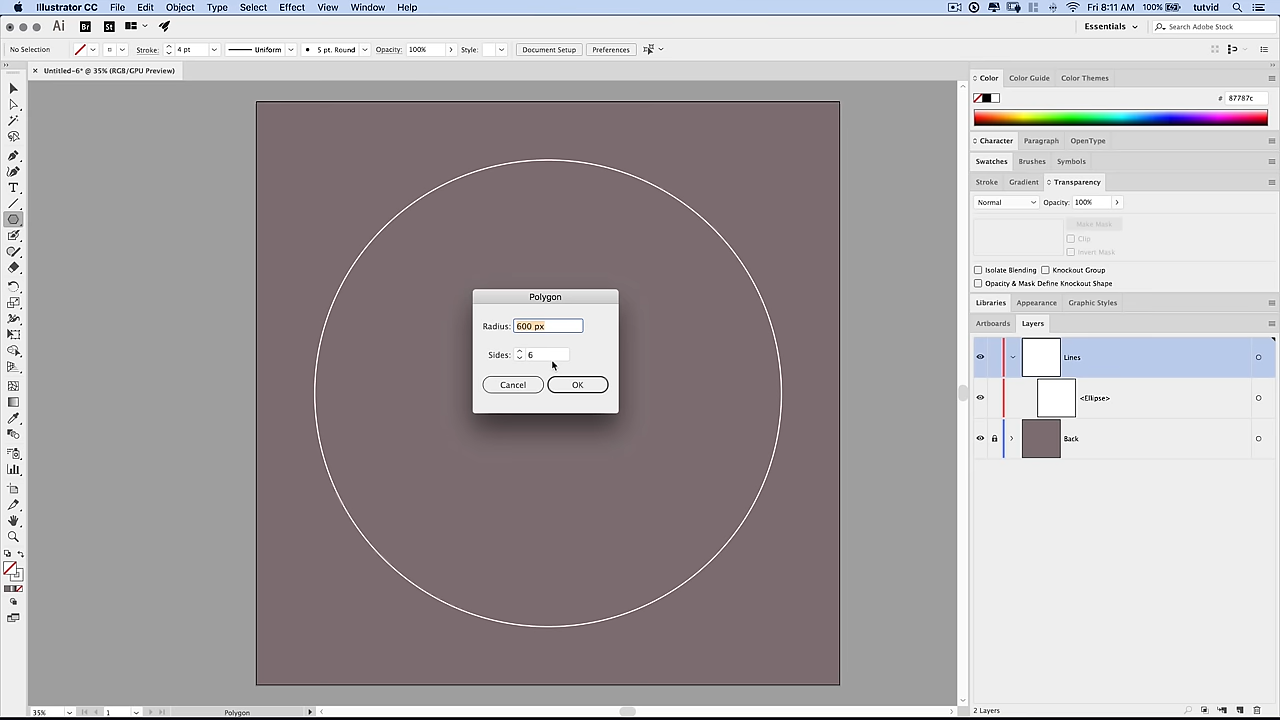 Illustrator CC File Edit Object Type Select Effect View Window Help 100% Fri 8:11 AM tutvid
Ai Br St Essentials Search Adobe Stock
No Selection Stroke: 4 pt Uniform 5 pt. Round Opacity: 100% Style: Document Setup Preferences
× Untitled-6* @ 35% (RGB/GPU Preview)
Color Color Guide Color Themes
# 87787c
Character Paragraph OpenType
Swatches Brushes Symbols
Stroke Gradient Transparency
Normal Opacity: 100%
Make Mask
Clip
Invert Mask
Isolate Blending Knockout Group
Opacity & Mask Define Knockout Shape
Libraries Appearance Graphic Styles
Artboards Layers
Lines
<Ellipse>
Back
Polygon
Radius: 600 px
Sides: 6
Cancel OK
35% 1 Polygon
2 Layers